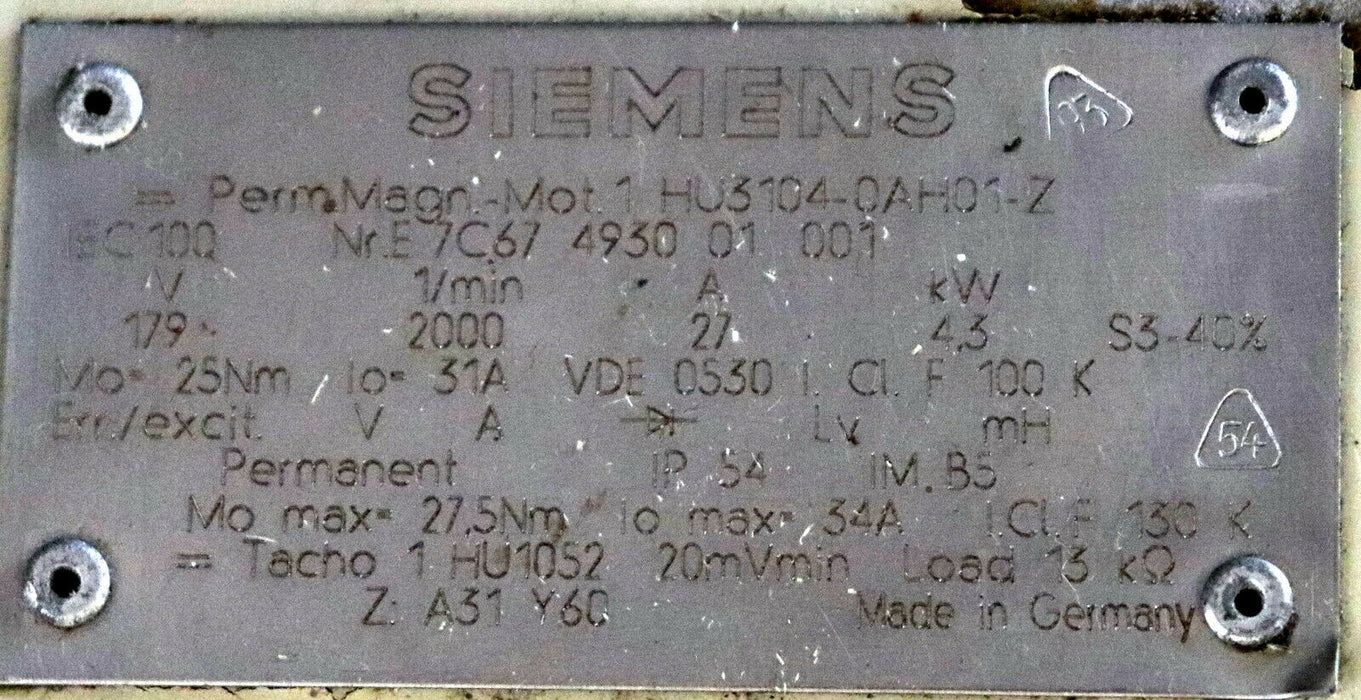 SIEMENS 93
= Perm.Magn.-Mot. 1 HU3104-0AH01-Z
IEC 100 Nr.E 7C67 4930 01 001
V 1/min A kW
179 2000 27 4,3 S3-40%
Mo= 25Nm Io= 31A VDE 0530 I. Cl. F 100 K
Err./excit. V A Lv mH
54
Permanent IP 54 IM. B5
Mo max= 27,5Nm Io max= 34A I.Cl.F 130 K
= Tacho 1 HU1052 20mVmin Load 13 kΩ
Z: A31 Y60 Made in Germany